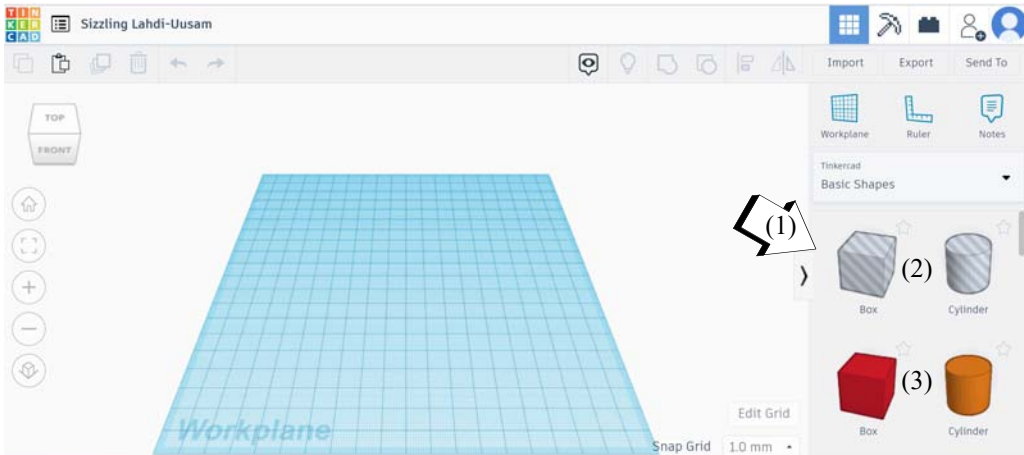 TIN
KER
CAD
Sizzling Lahdi-Uusam
Import Export Send To
TOP
FRONT
Workplane Ruler Notes
Tinkercad
Basic Shapes
(1)
(2)
Box Cylinder
(3)
Box Cylinder
Workplane
Edit Grid
Snap Grid 1.0 mm